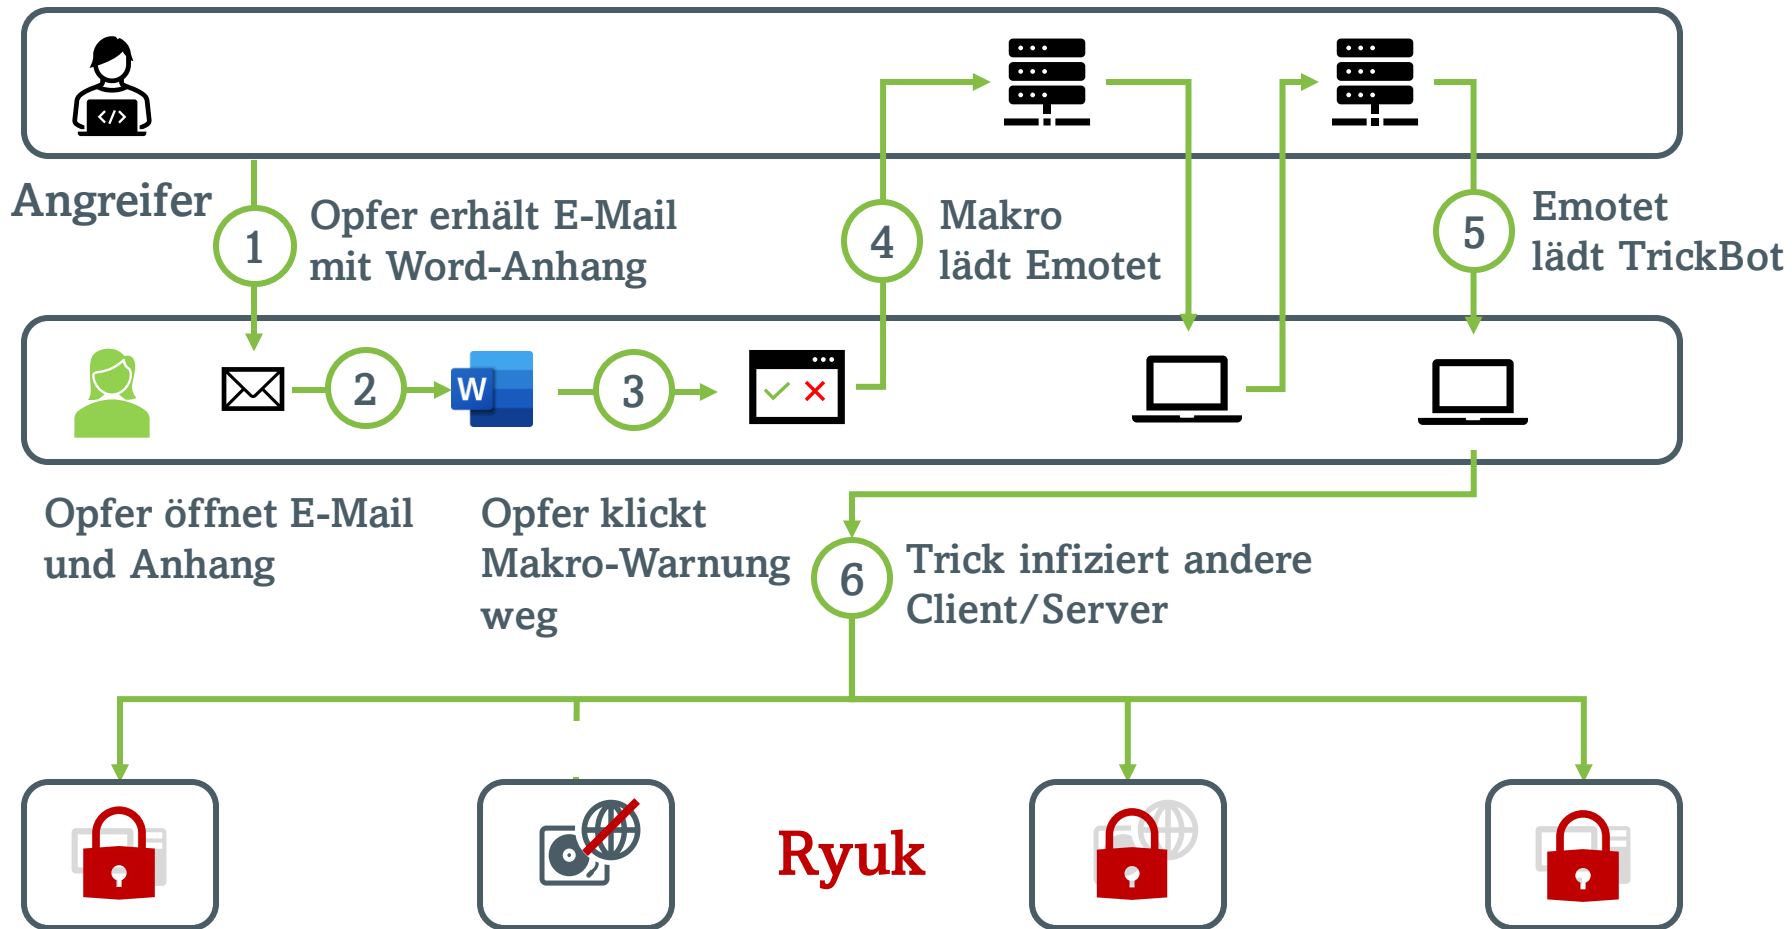 </>
Angreifer
1
Opfer erhält E-Mail
mit Word-Anhang
4
Makro
lädt Emotet
5
Emotet
lädt TrickBot
2
W
3
Opfer öffnet E-Mail
und Anhang
Opfer klickt
Makro-Warnung
weg
6
Trick infiziert andere
Client/Server
Ryuk